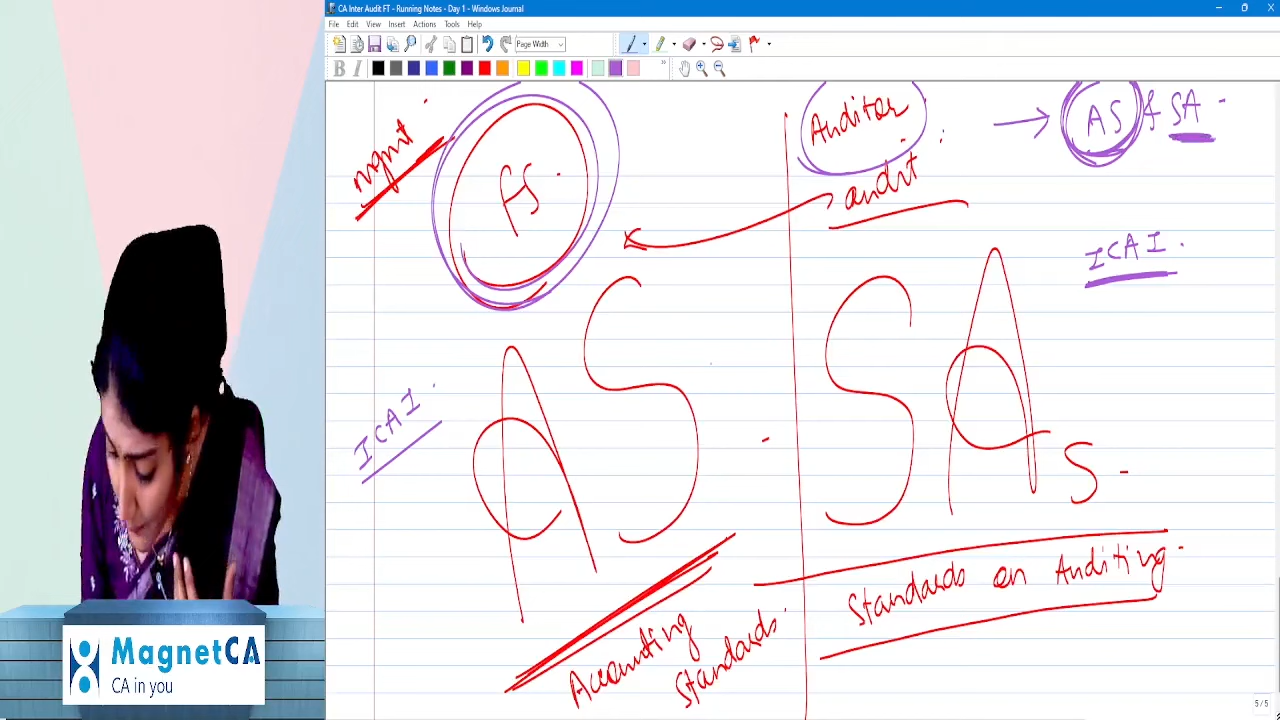 CA Inter Audit FT - Running Notes - Day 1 - Windows Journal
File Edit View Insert Actions Tools Help
Page Width
B I
mgmt
FS
Auditor
audit
→ AS & SA
ICAI
ICAI
AS
SAs
Accounting
Standards
Standards on Auditing
MagnetCA
CA in you
5 / 5